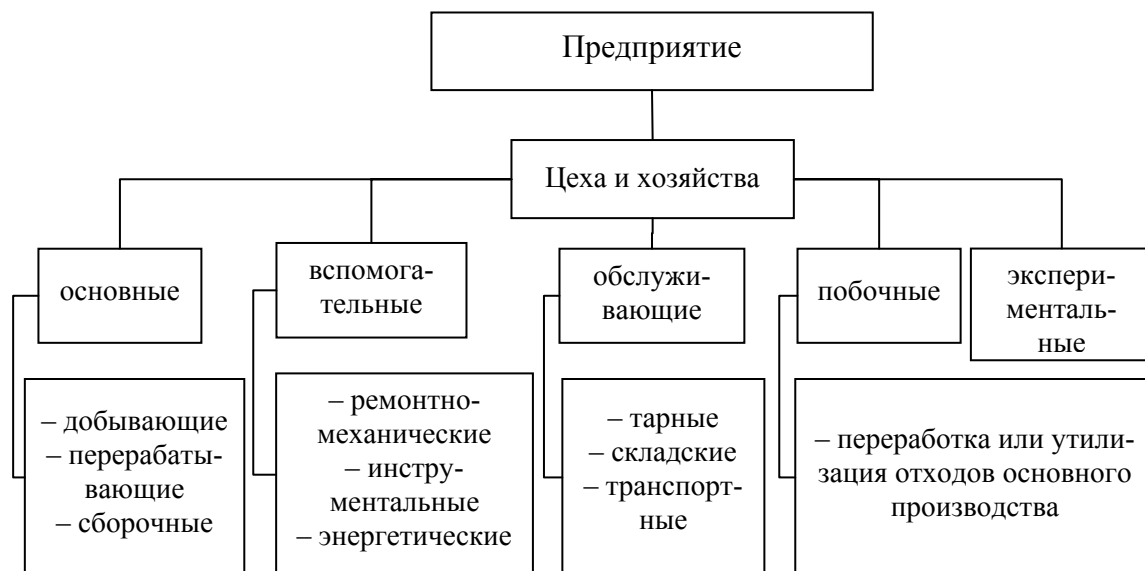 Предприятие
Цеха и хозяйства
основные
вспомога-
тельные
обслужи-
вающие
побочные
экспери-
менталь-
ные
– добывающие
– перерабаты-
вающие
– сборочные
– ремонтно-
механические
– инстру-
ментальные
– энергетические
– тарные
– складские
– транспорт-
ные
– переработка или утили-
зация отходов основного
производства